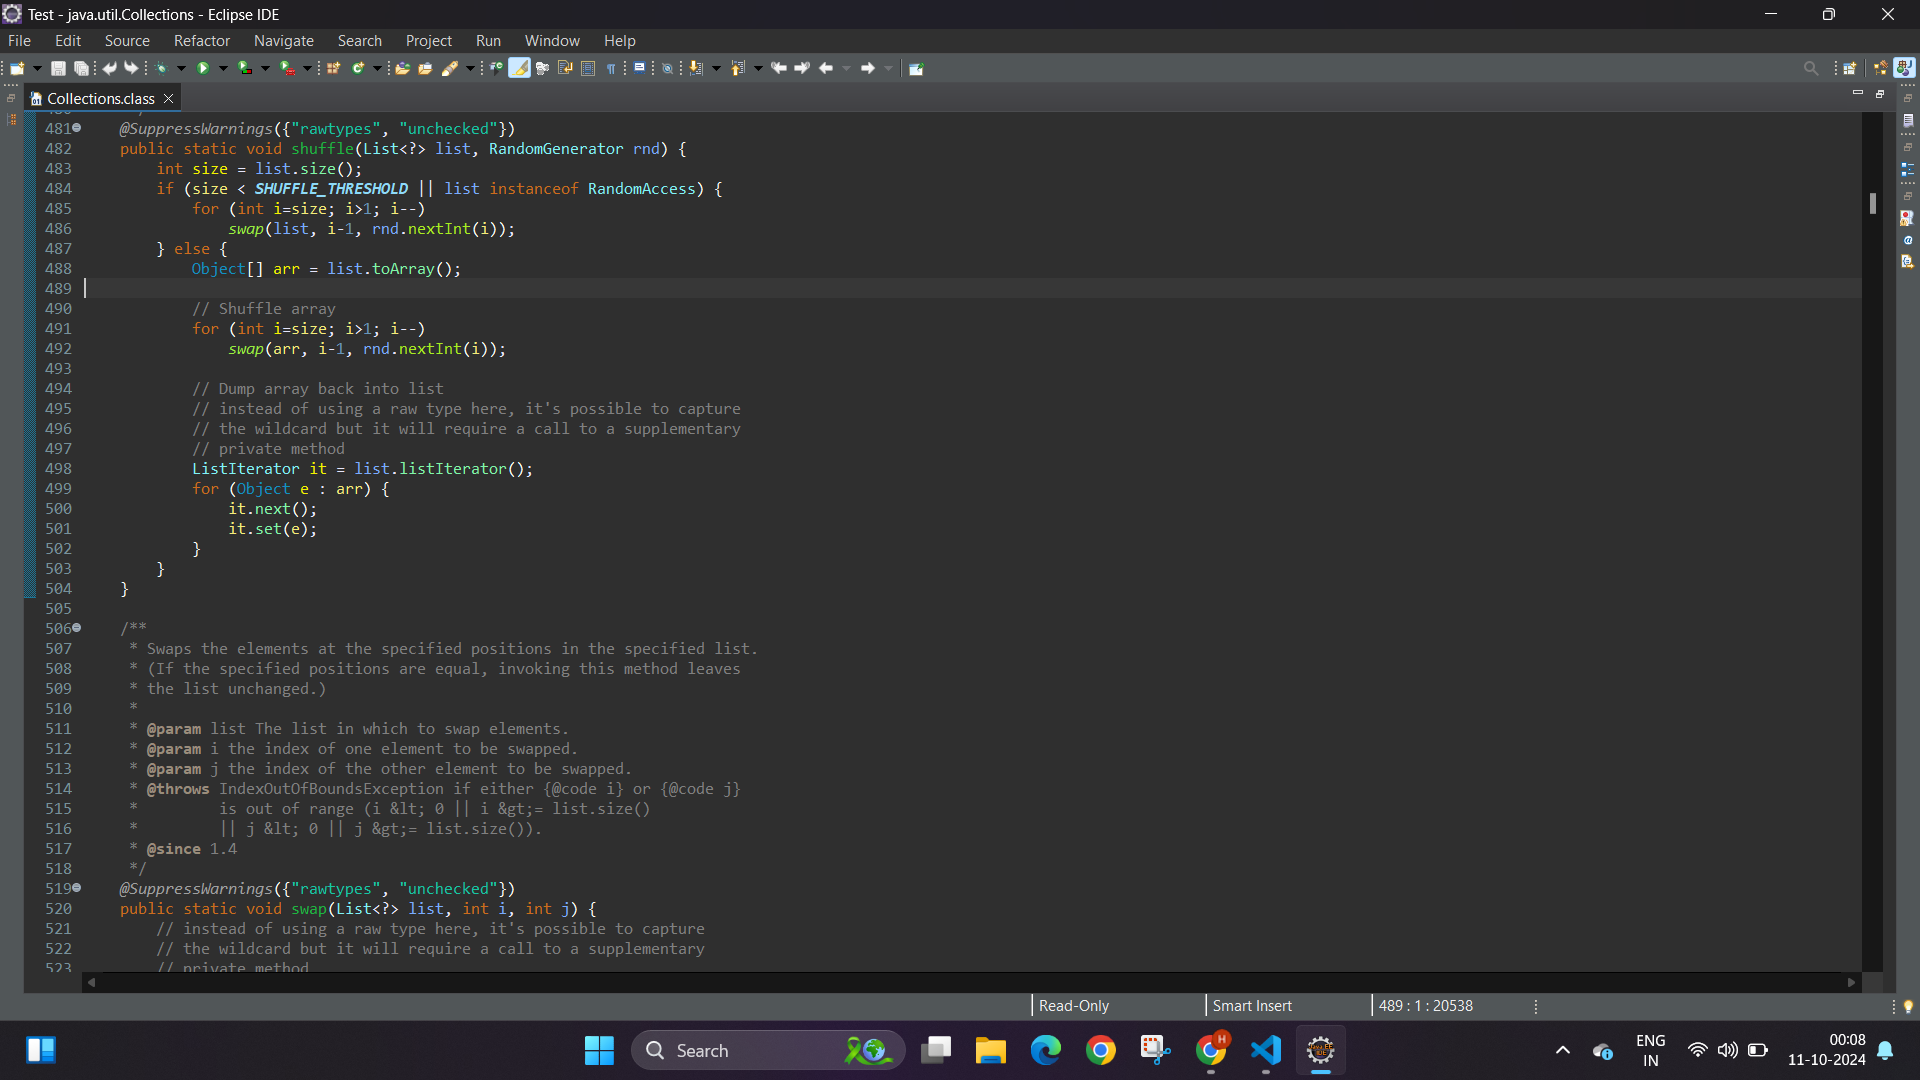 Test - java.util.Collections - Eclipse IDE
File Edit Source Refactor Navigate Search Project Run Window Help
Collections.class
481 @SuppressWarnings({"rawtypes", "unchecked"})
482 public static void shuffle(List<?> list, RandomGenerator rnd) {
483 int size = list.size();
484 if (size < SHUFFLE_THRESHOLD || list instanceof RandomAccess) {
485 for (int i=size; i>1; i--)
486 swap(list, i-1, rnd.nextInt(i));
487 } else {
488 Object[] arr = list.toArray();
489
490 // Shuffle array
491 for (int i=size; i>1; i--)
492 swap(arr, i-1, rnd.nextInt(i));
493
494 // Dump array back into list
495 // instead of using a raw type here, it's possible to capture
496 // the wildcard but it will require a call to a supplementary
497 // private method
498 ListIterator it = list.listIterator();
499 for (Object e : arr) {
500 it.next();
501 it.set(e);
502 }
503 }
504 }
505
506 /**
507 * Swaps the elements at the specified positions in the specified list.
508 * (If the specified positions are equal, invoking this method leaves
509 * the list unchanged.)
510 *
511 * @param list The list in which to swap elements.
512 * @param i the index of one element to be swapped.
513 * @param j the index of the other element to be swapped.
514 * @throws IndexOutOfBoundsException if either {@code i} or {@code j}
515 * is out of range (i &lt; 0 || i &gt;= list.size()
516 * || j &lt; 0 || j &gt;= list.size()).
517 * @since 1.4
518 */
519 @SuppressWarnings({"rawtypes", "unchecked"})
520 public static void swap(List<?> list, int i, int j) {
521 // instead of using a raw type here, it's possible to capture
522 // the wildcard but it will require a call to a supplementary
523 // private method
Read-Only Smart Insert 489 : 1 : 20538
Search
ENG
IN
00:08
11-10-2024